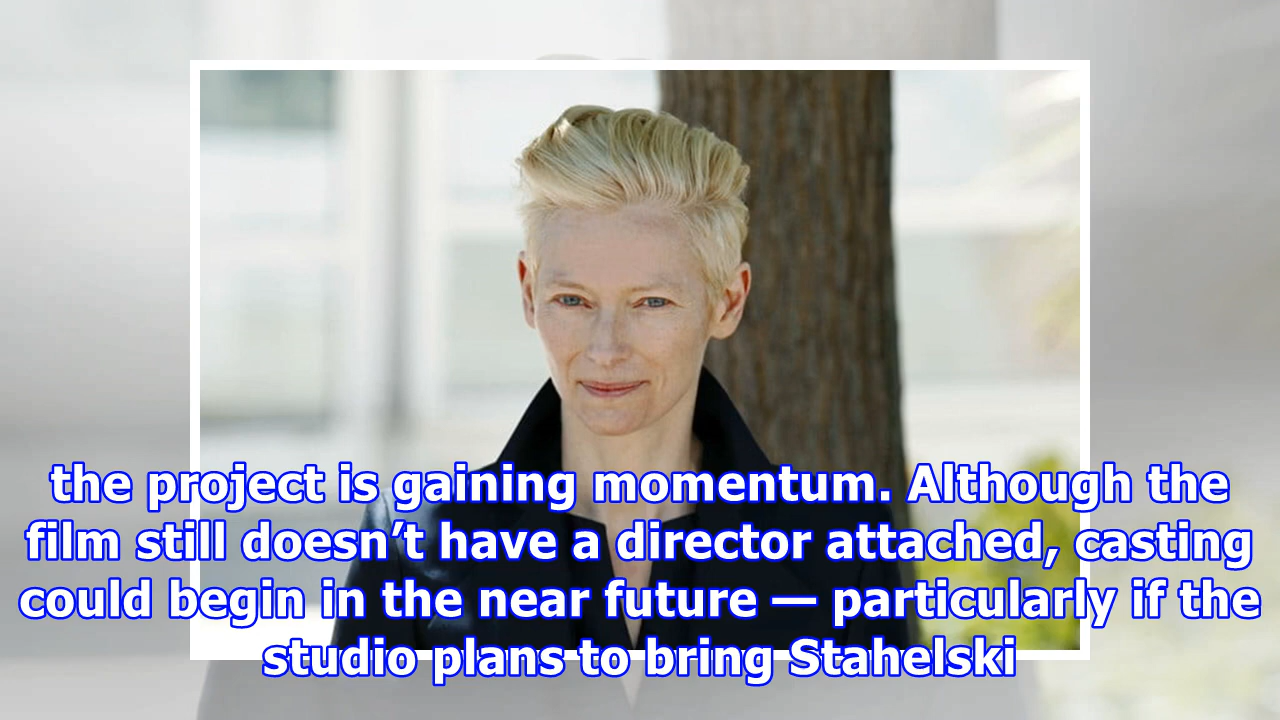 the project is gaining momentum. Although the
film still doesn’t have a director attached, casting
could begin in the near future — particularly if the
studio plans to bring Stahelski